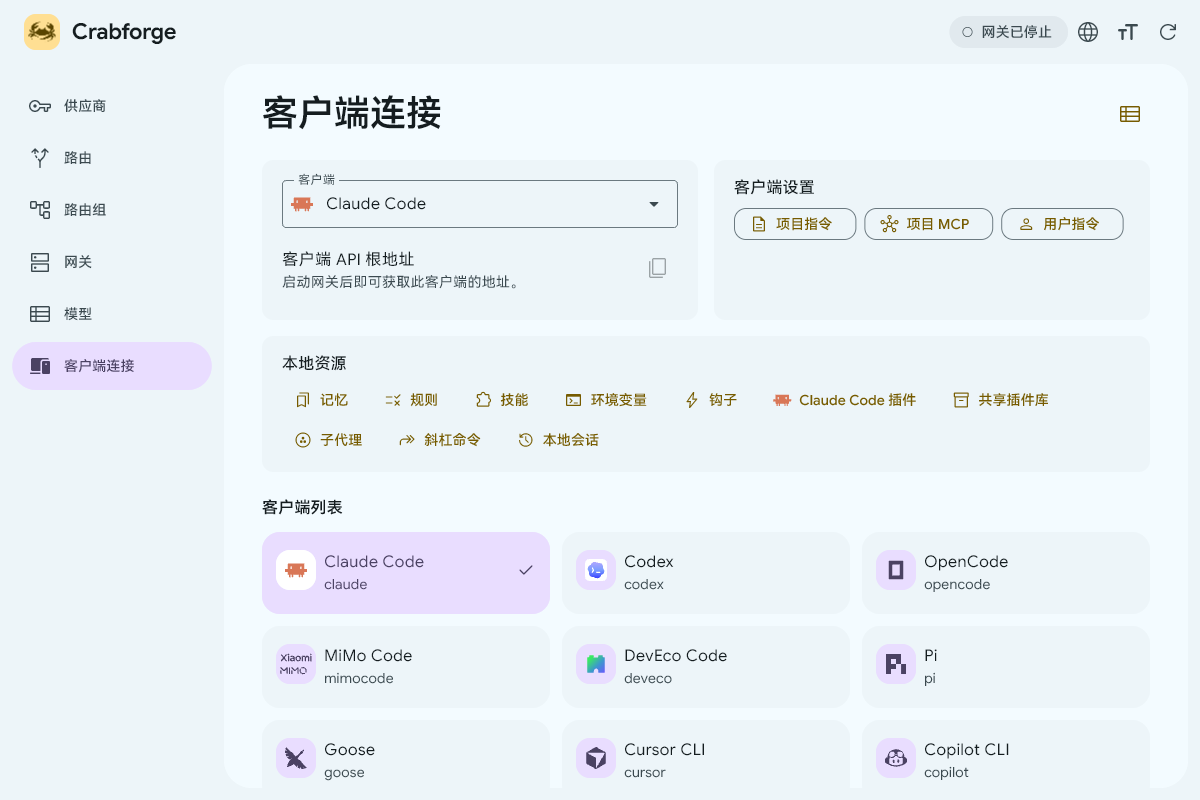 Crabforge
网关已停止
供应商
路由
路由组
网关
模型
客户端连接
客户端连接
客户端
Claude Code
客户端 API 根地址
启动网关后即可获取此客户端的地址。
客户端设置
项目指令 项目 MCP 用户指令
本地资源
记忆 规则 技能 环境变量 钩子 Claude Code 插件 共享插件库
子代理 斜杠命令 本地会话
客户端列表
Claude Code
claude
Codex
codex
OpenCode
opencode
Xiaomi
MiMO
MiMo Code
mimocode
DevEco Code
deveco
Pi
pi
Goose
goose
Cursor CLI
cursor
Copilot CLI
copilot